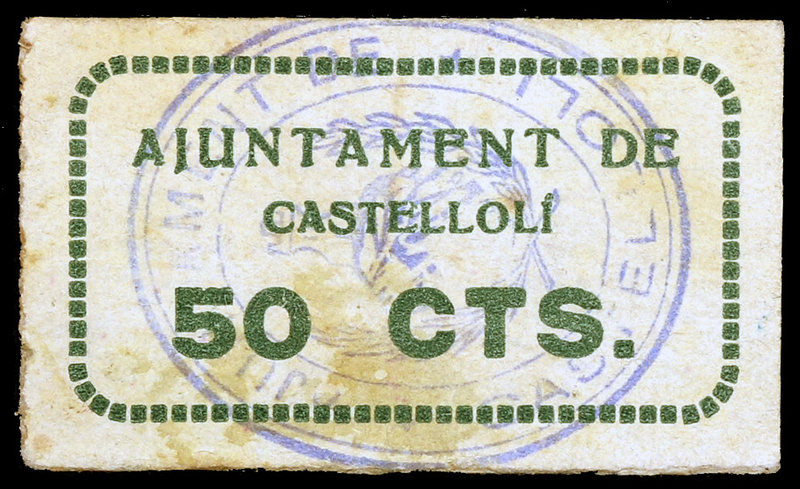 AJUNTAMENT DE
CASTELLOLÍ
50 CTS.